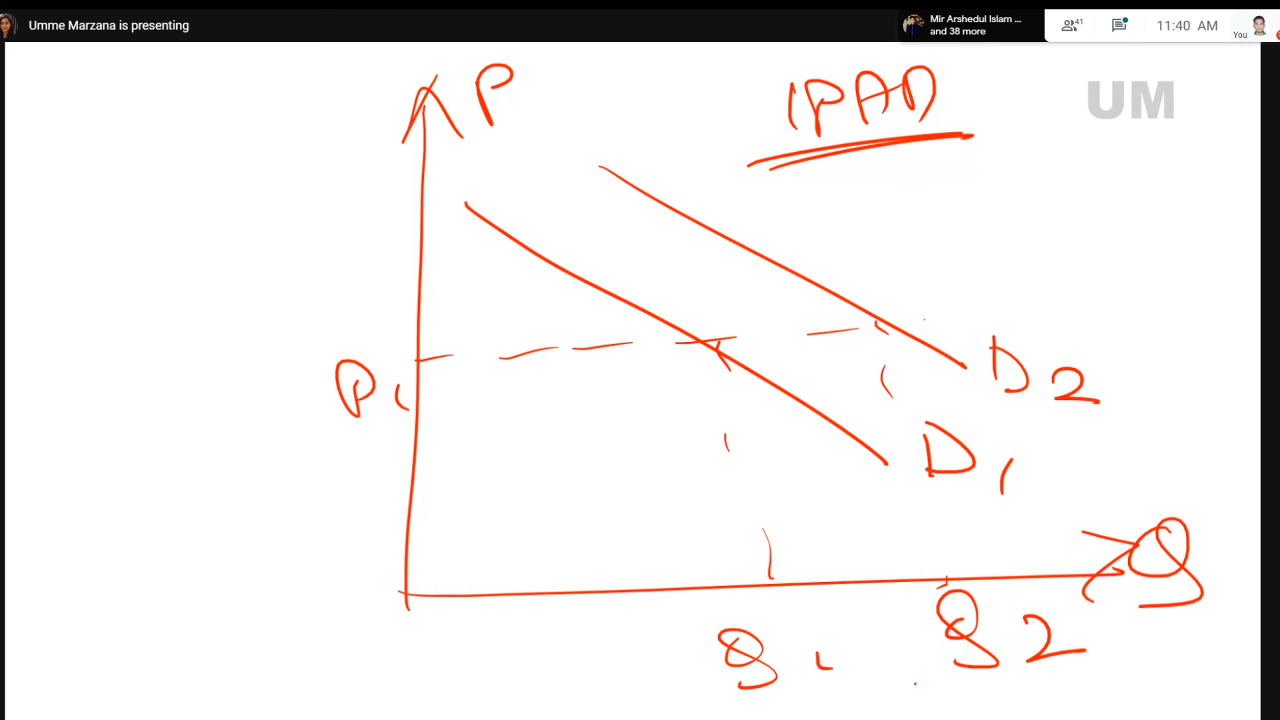 Umme Marzana is presenting
Mir Arshedul Islam ...
and 38 more
41
11:40 AM
You
P
IPAD
UM
P1
D2
D1
Q
Q1
Q2